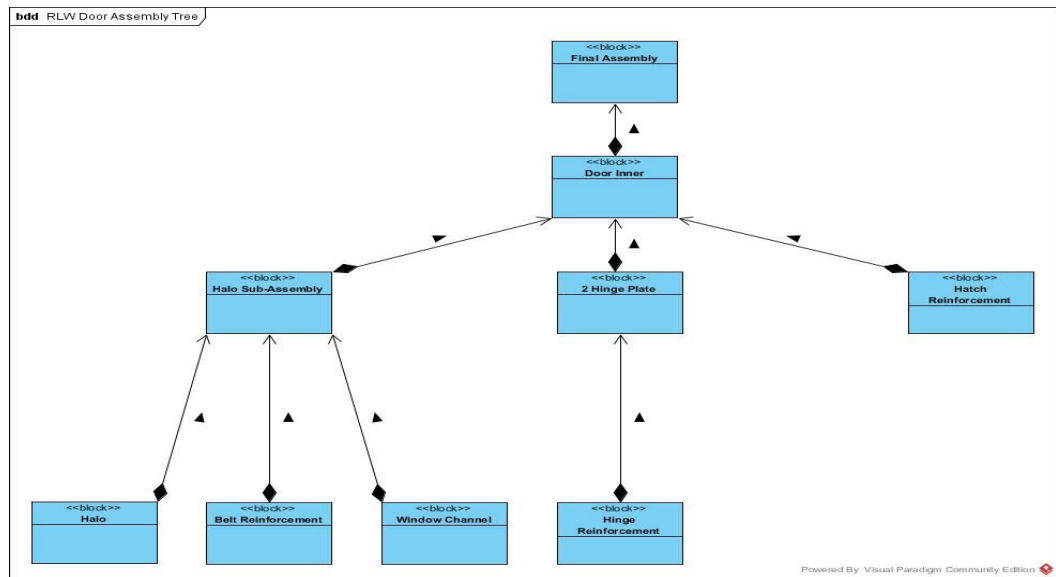 bdd RLW Door Assembly Tree
<<block>>
Final Assembly
<<block>>
Door Inner
<<block>>
Halo Sub-Assembly
<<block>>
2 Hinge Plate
<<block>>
Hatch
Reinforcement
<<block>>
Halo
<<block>>
Belt Reinforcement
<<block>>
Window Channel
<<block>>
Hinge
Reinforcement
Powered By Visual Paradigm Community Edition